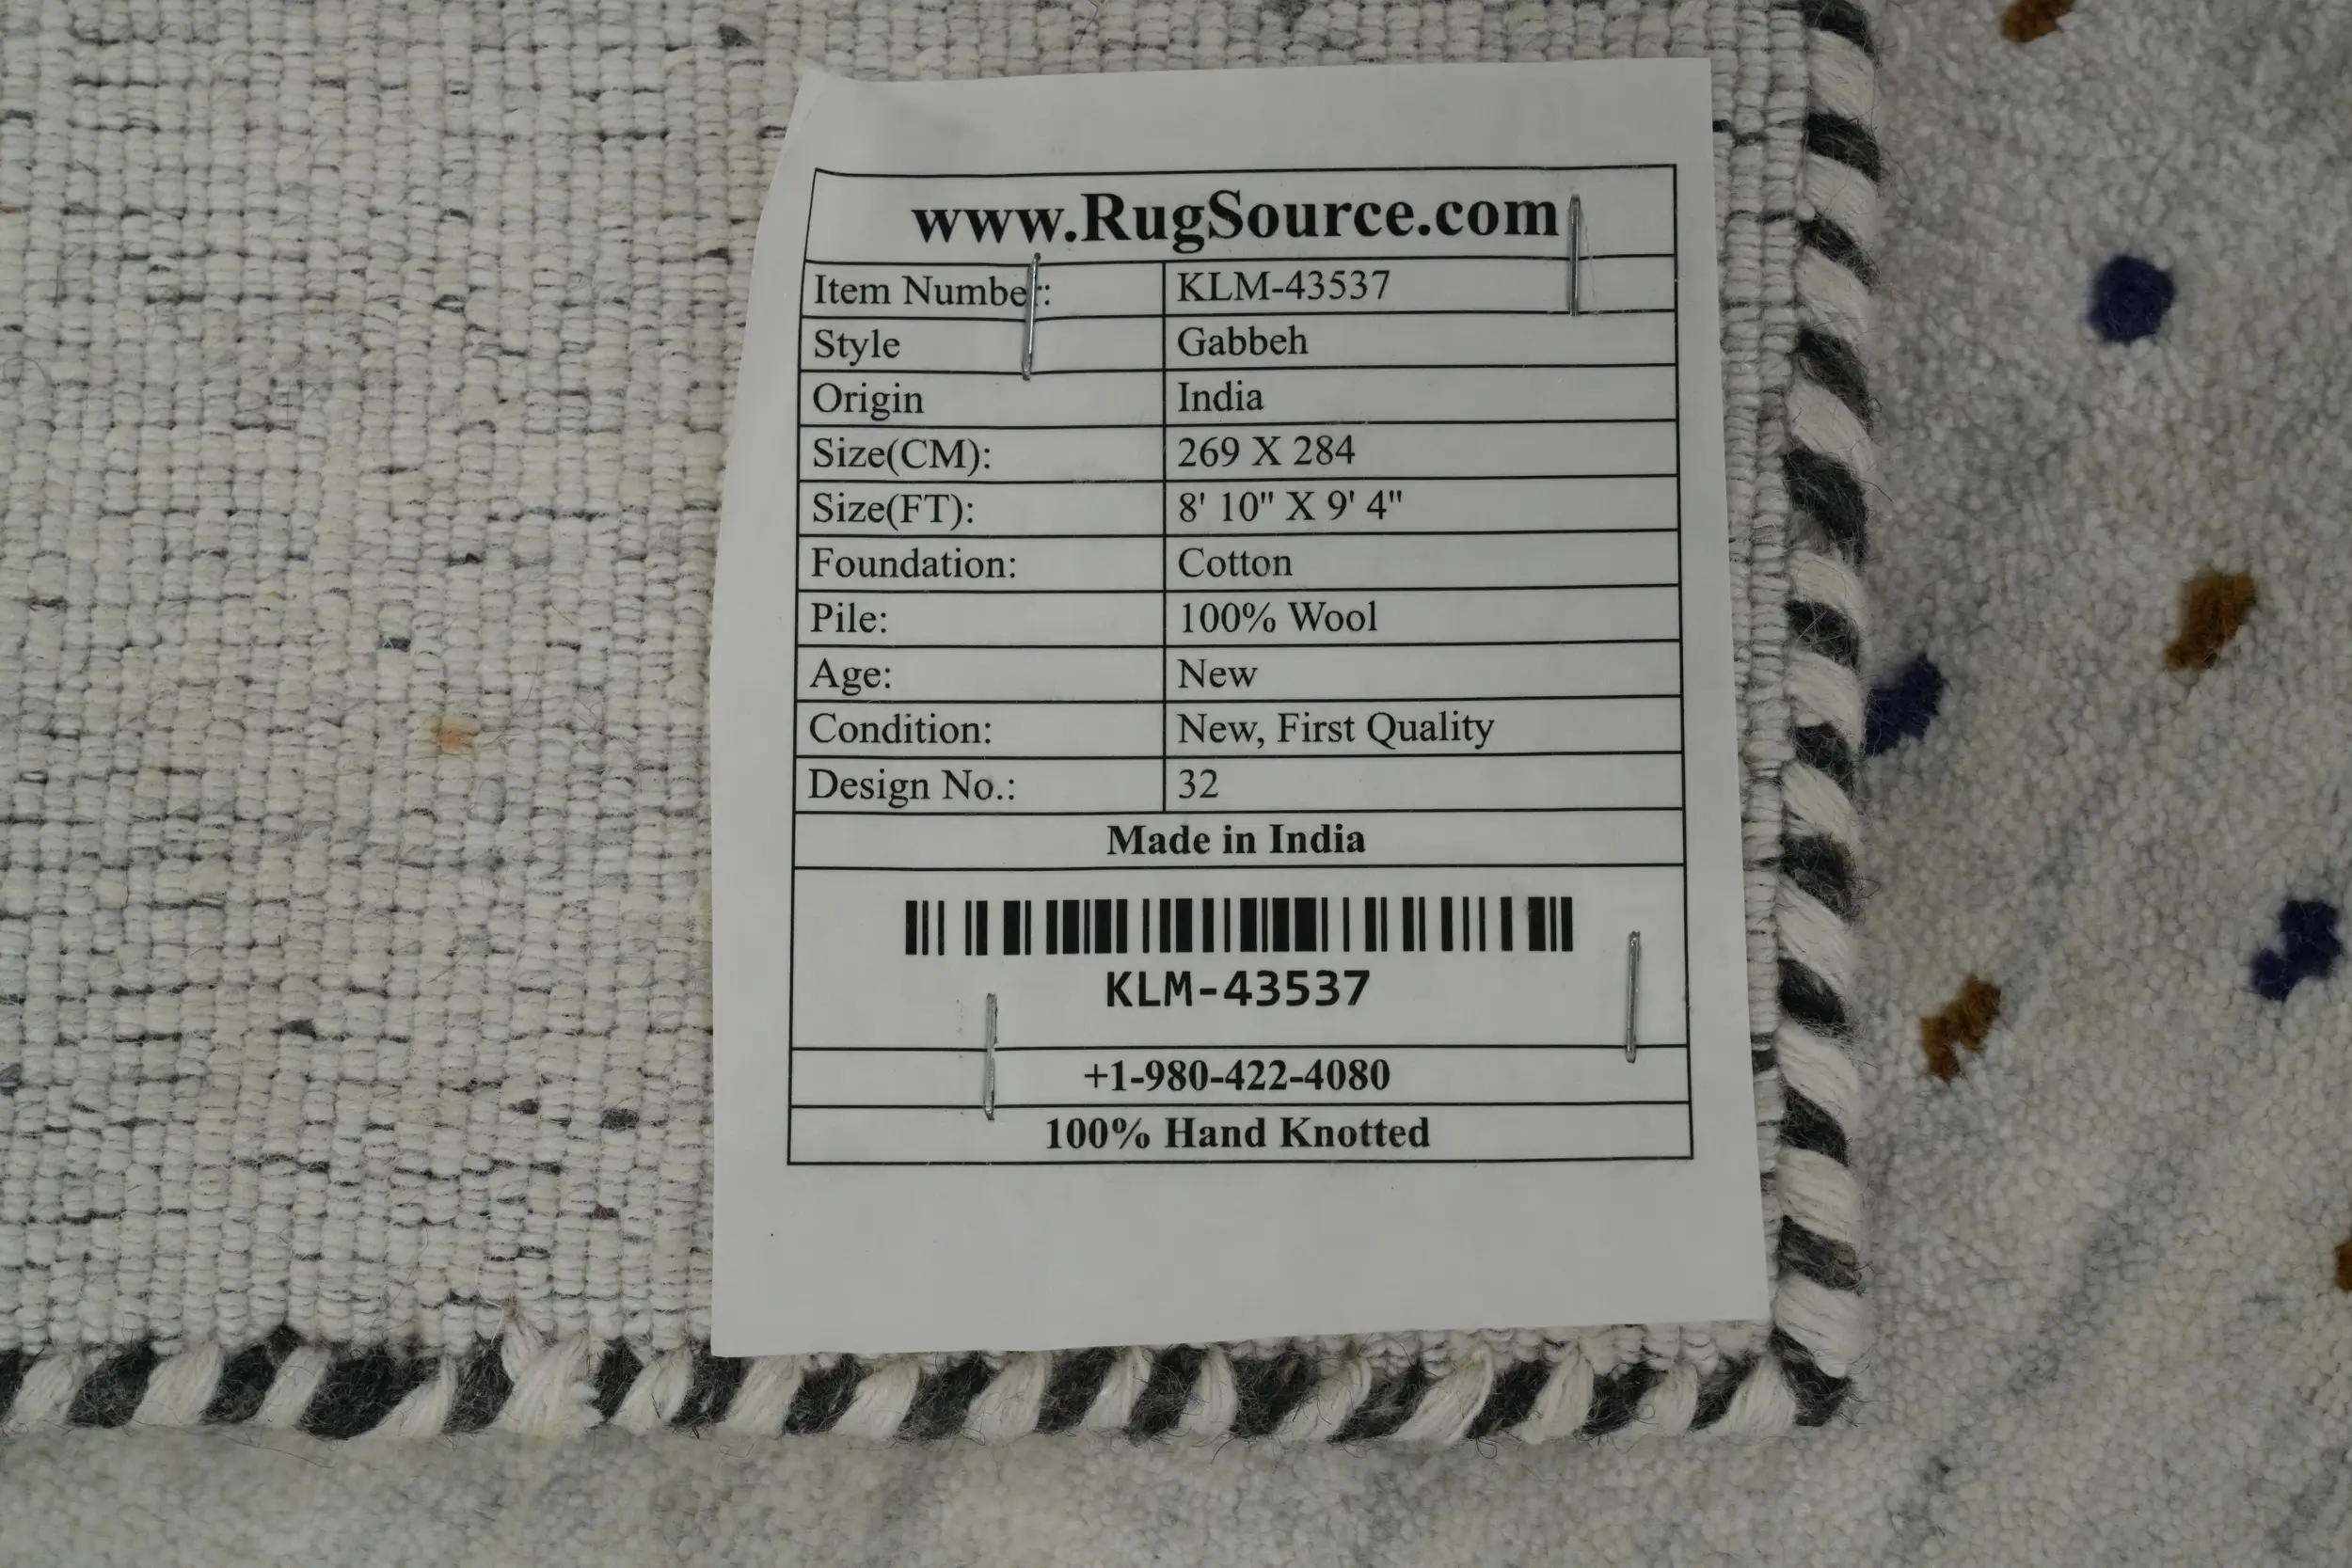 www.RugSource.com
Item Number: KLM-43537
Style Gabbeh
Origin India
Size(CM): 269 X 284
Size(FT): 8' 10" X 9' 4"
Foundation: Cotton
Pile: 100% Wool
Age: New
Condition: New, First Quality
Design No.: 32
Made in India
KLM-43537
+1-980-422-4080
100% Hand Knotted